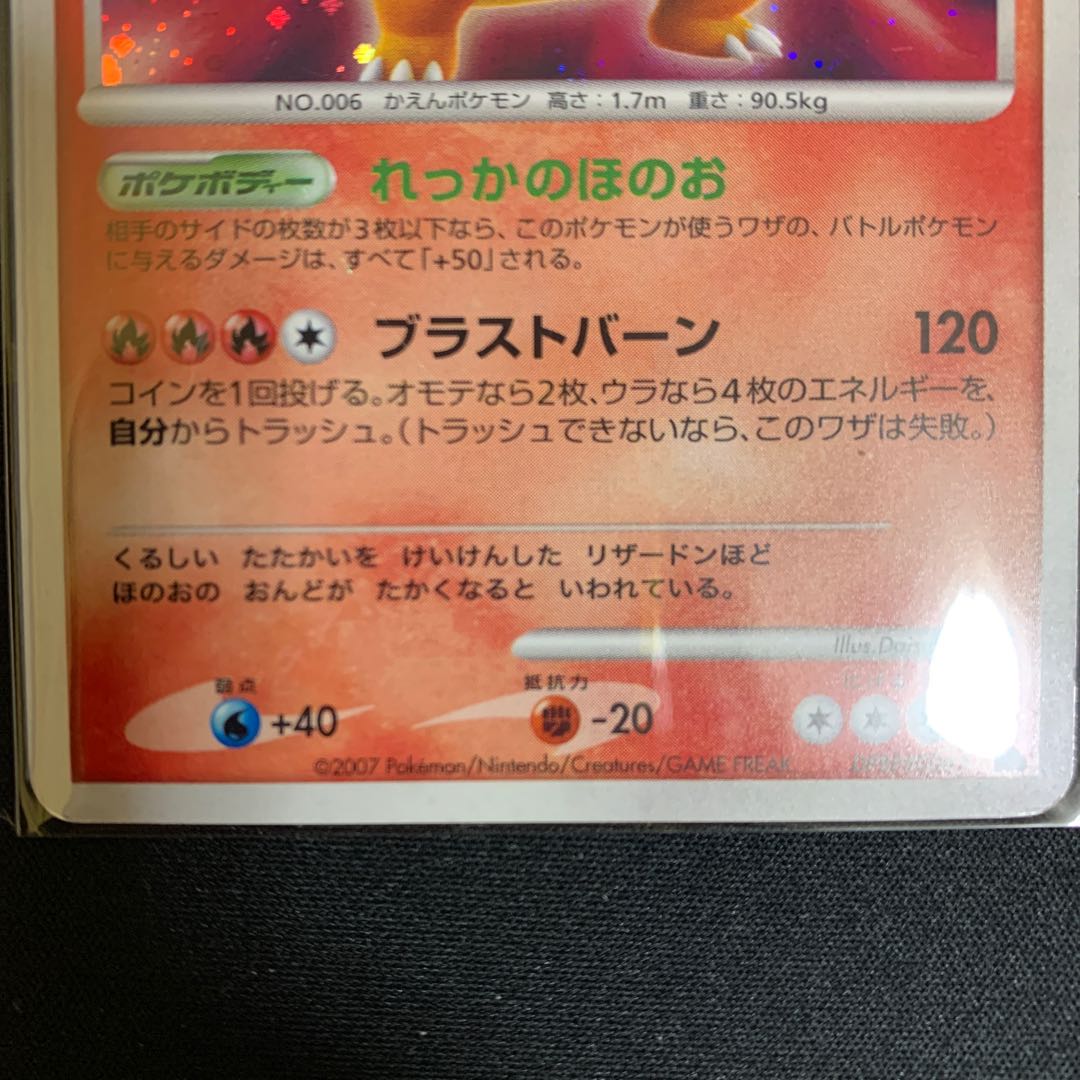 NO.006 かえんポケモン 高さ：1.7m 重さ：90.5kg
ポケボディー れっかのほのお
相手のサイドの枚数が3枚以下なら、このポケモンが使うワザの、バトルポケモン
に与えるダメージは、すべて「+50」される。
ブラストバーン 120
コインを1回投げる。オモテなら2枚、ウラなら4枚のエネルギーを、
自分からトラッシュ。（トラッシュできないなら、このワザは失敗。）
くるしい たたかいを けいけんした リザードンほど
ほのおの おんどが たかくなると いわれている。
Illus.
弱点 抵抗力
+40 -20
©2007 Pokémon/Nintendo/Creatures/GAME FREAK